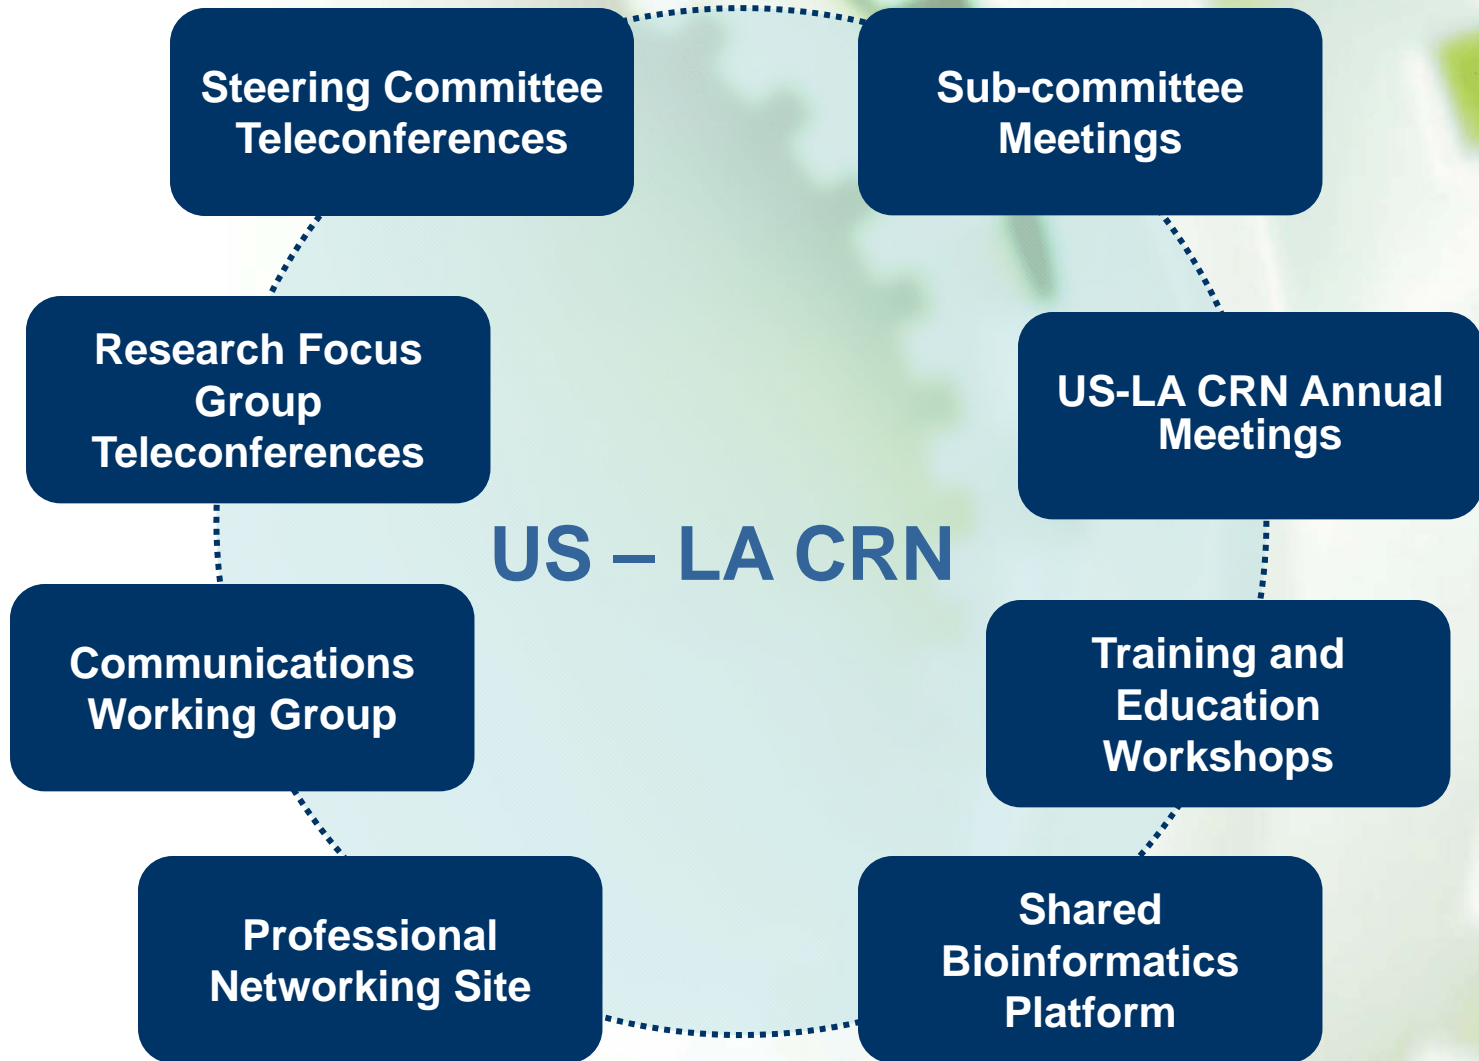 Steering Committee
Teleconferences
Sub-committee
Meetings
Research Focus
Group
Teleconferences
US-LA CRN Annual
Meetings
US – LA CRN
Communications
Working Group
Training and
Education
Workshops
Professional
Networking Site
Shared
Bioinformatics
Platform